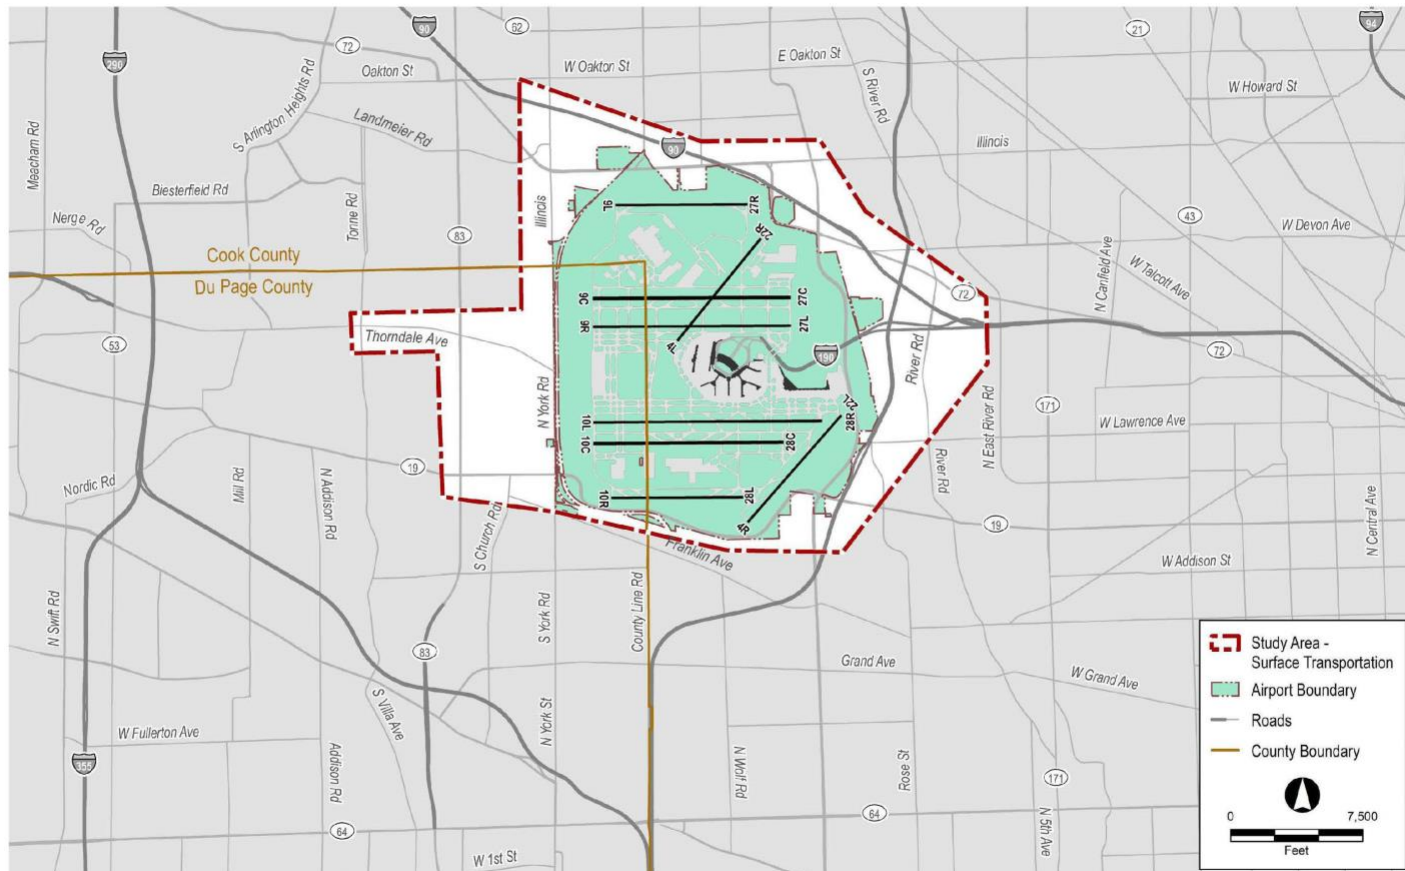 90
62
21
94
72
290
W Oakton St
E Oakton St
Oakton St
S River Rd
W Howard St
S Arlington Heights Rd
Landmeier Rd
90
Illinois
Meacham Rd
Biesterfield Rd
Tonne Rd
Illinois
9L
27R
43
W Devon Ave
Nerge Rd
83
22R
N Canfield Ave
W Talcott Ave
Cook County
Du Page County
9C
27C
72
9R
27L
Thorndale Ave
4L
53
190
River Rd
72
N York Rd
22L
171
N East River Rd
W Lawrence Ave
10L
28R
10C
28C
19
Nordic Rd
Mill Rd
N Addison Rd
River Rd
10R
28L
4R
19
S Church Rd
Franklin Ave
N Central Ave
W Addison St
N Swift Rd
S York Rd
County Line Rd
83
Grand Ave
W Grand Ave
S Villa Ave
N York St
W Fullerton Ave
355
Addison Rd
N Wolf Rd
Rose St
171
64
64
N 5th Ave
W 1st St
Study Area -
Surface Transportation
Airport Boundary
Roads
County Boundary
0 7,500
Feet